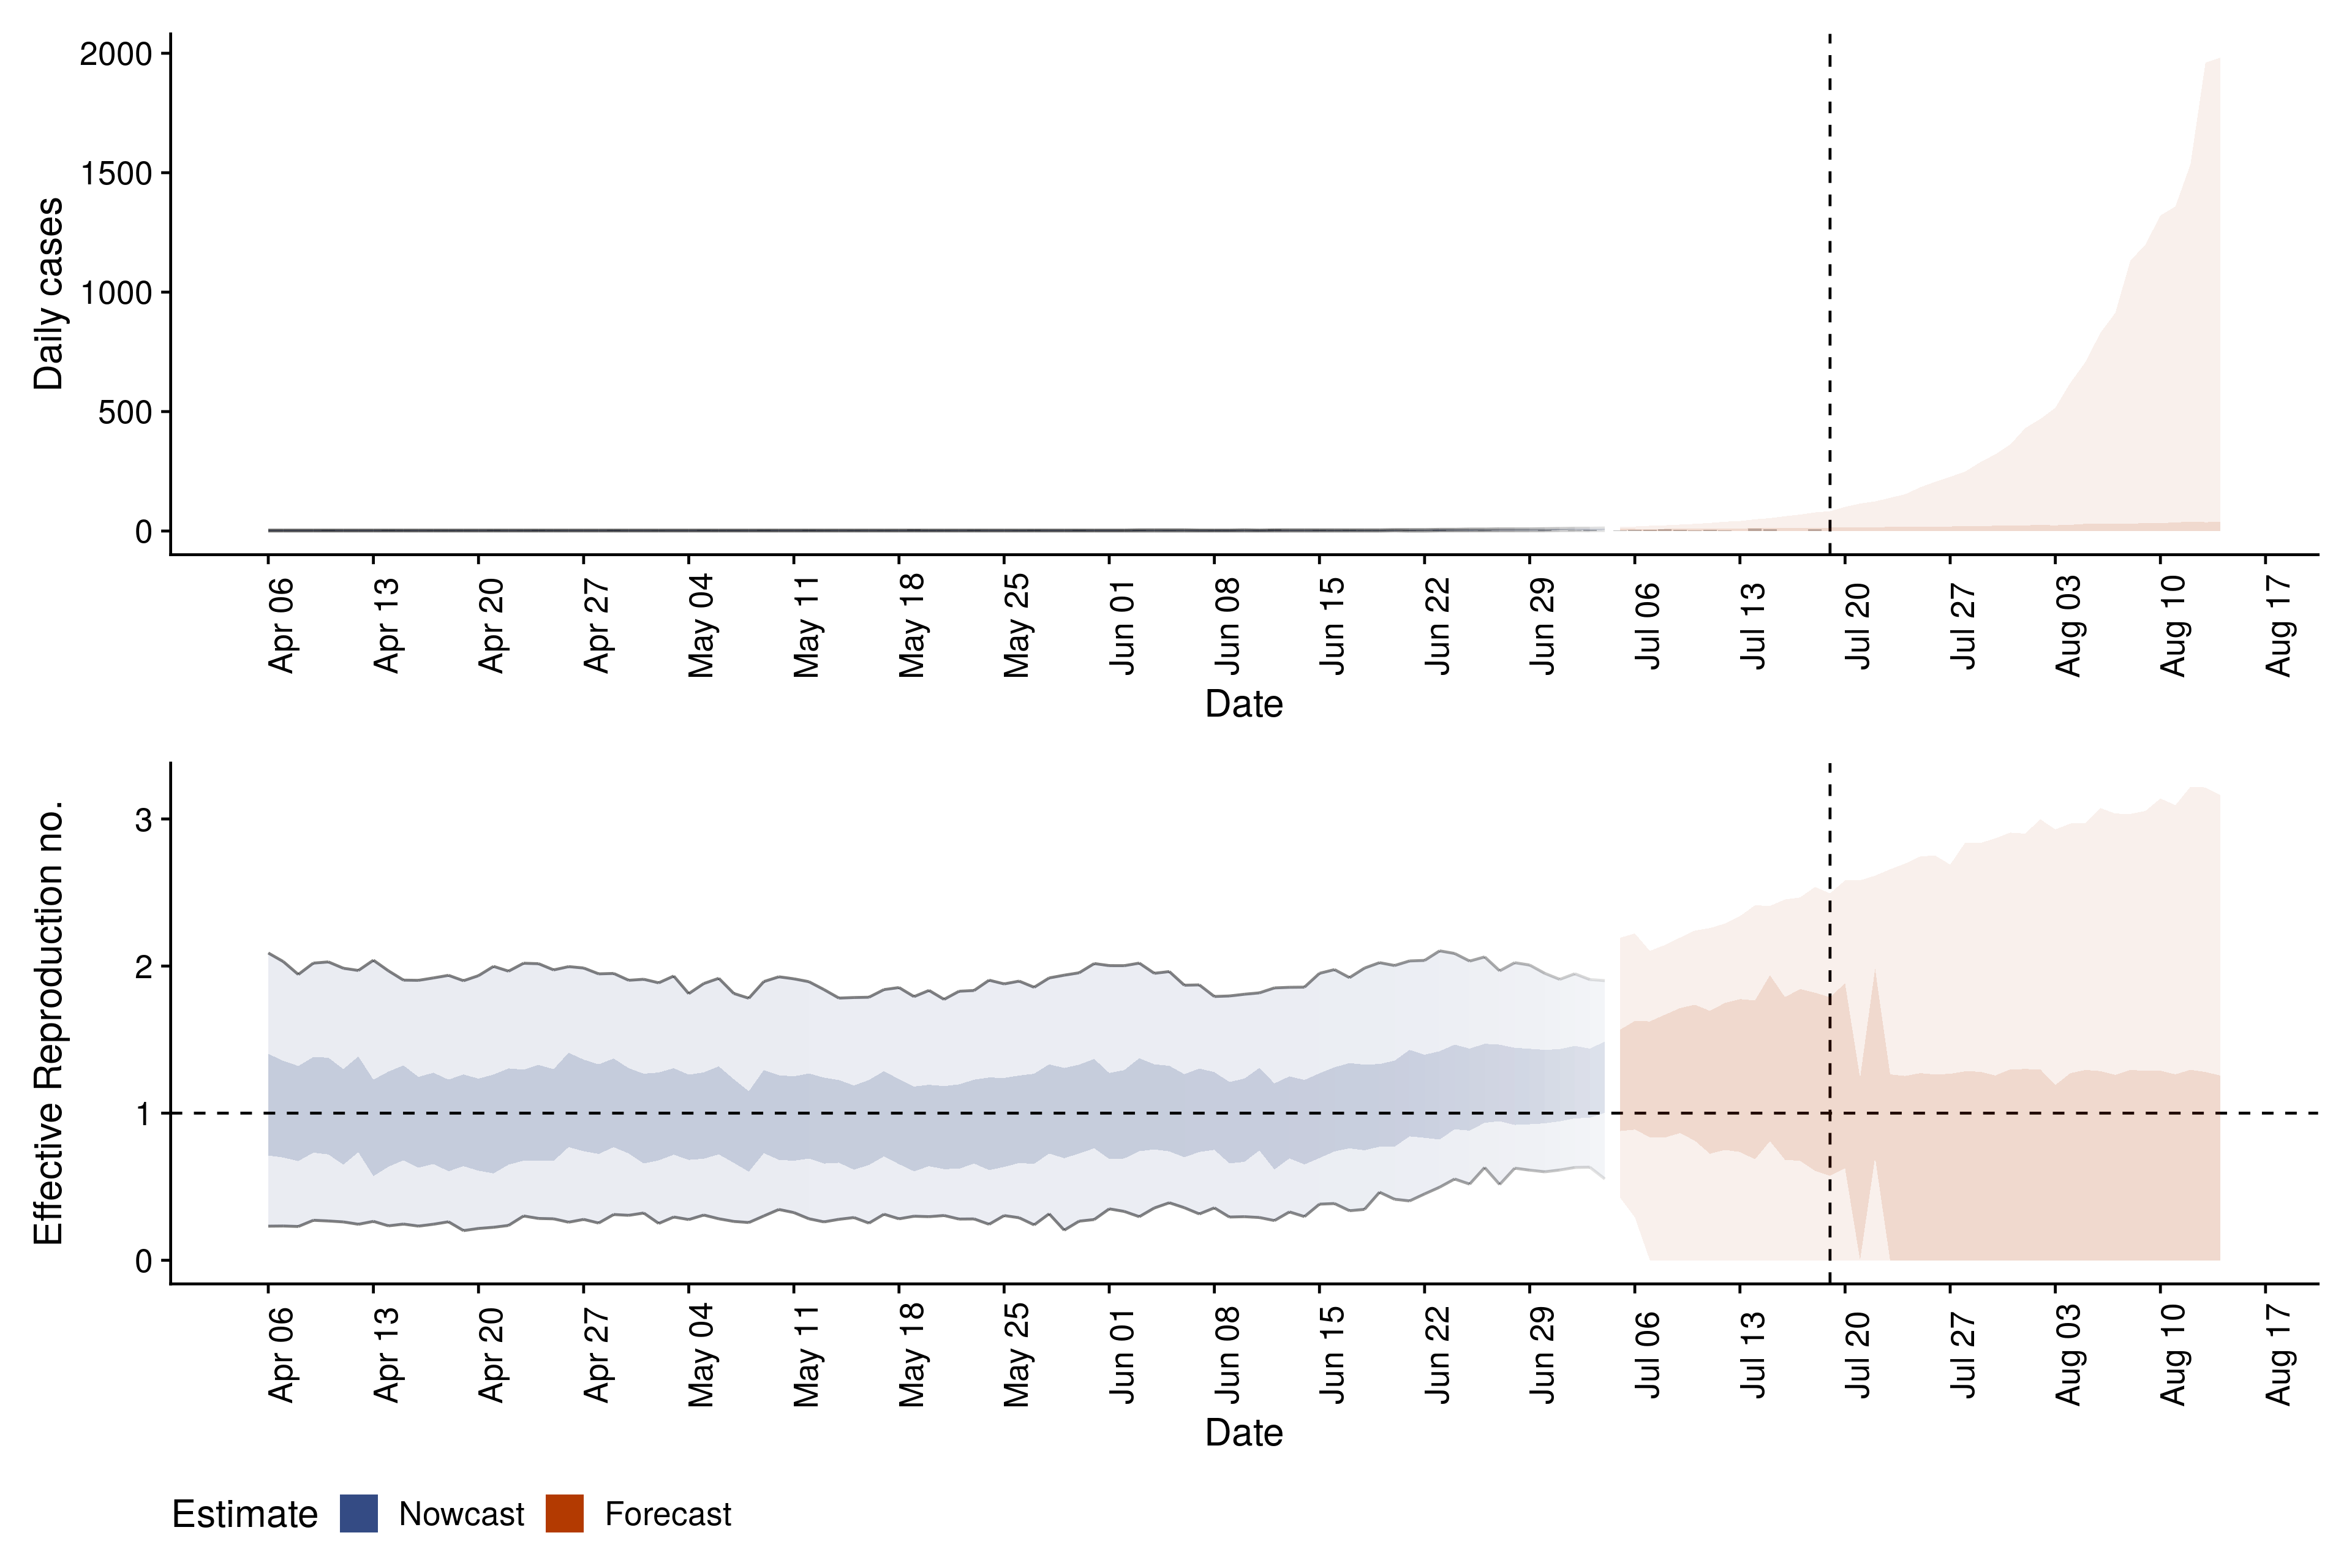 2000
1500
1000
500
0
Daily cases
Apr 06 Apr 13 Apr 20 Apr 27 May 04 May 11 May 18 May 25 Jun 01 Jun 08 Jun 15 Jun 22 Jun 29 Jul 06 Jul 13 Jul 20 Jul 27 Aug 03 Aug 10 Aug 17
Date
3
2
1
0
Effective Reproduction no.
Apr 06 Apr 13 Apr 20 Apr 27 May 04 May 11 May 18 May 25 Jun 01 Jun 08 Jun 15 Jun 22 Jun 29 Jul 06 Jul 13 Jul 20 Jul 27 Aug 03 Aug 10 Aug 17
Date
Estimate Nowcast Forecast